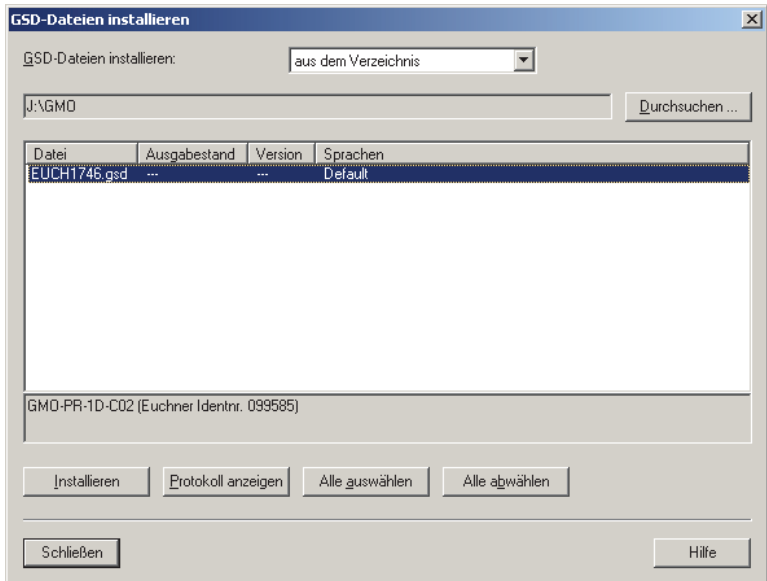 GSD-Dateien installieren
GSD-Dateien installieren: aus dem Verzeichnis
J:\GMO Durchsuchen ...
Datei Ausgabestand Version Sprachen
EUCH1746.gsd --- --- Default
GMO-PR-1D-C02 (Euchner Identnr. 099585)
Installieren Protokoll anzeigen Alle auswählen Alle abwählen
Schließen Hilfe